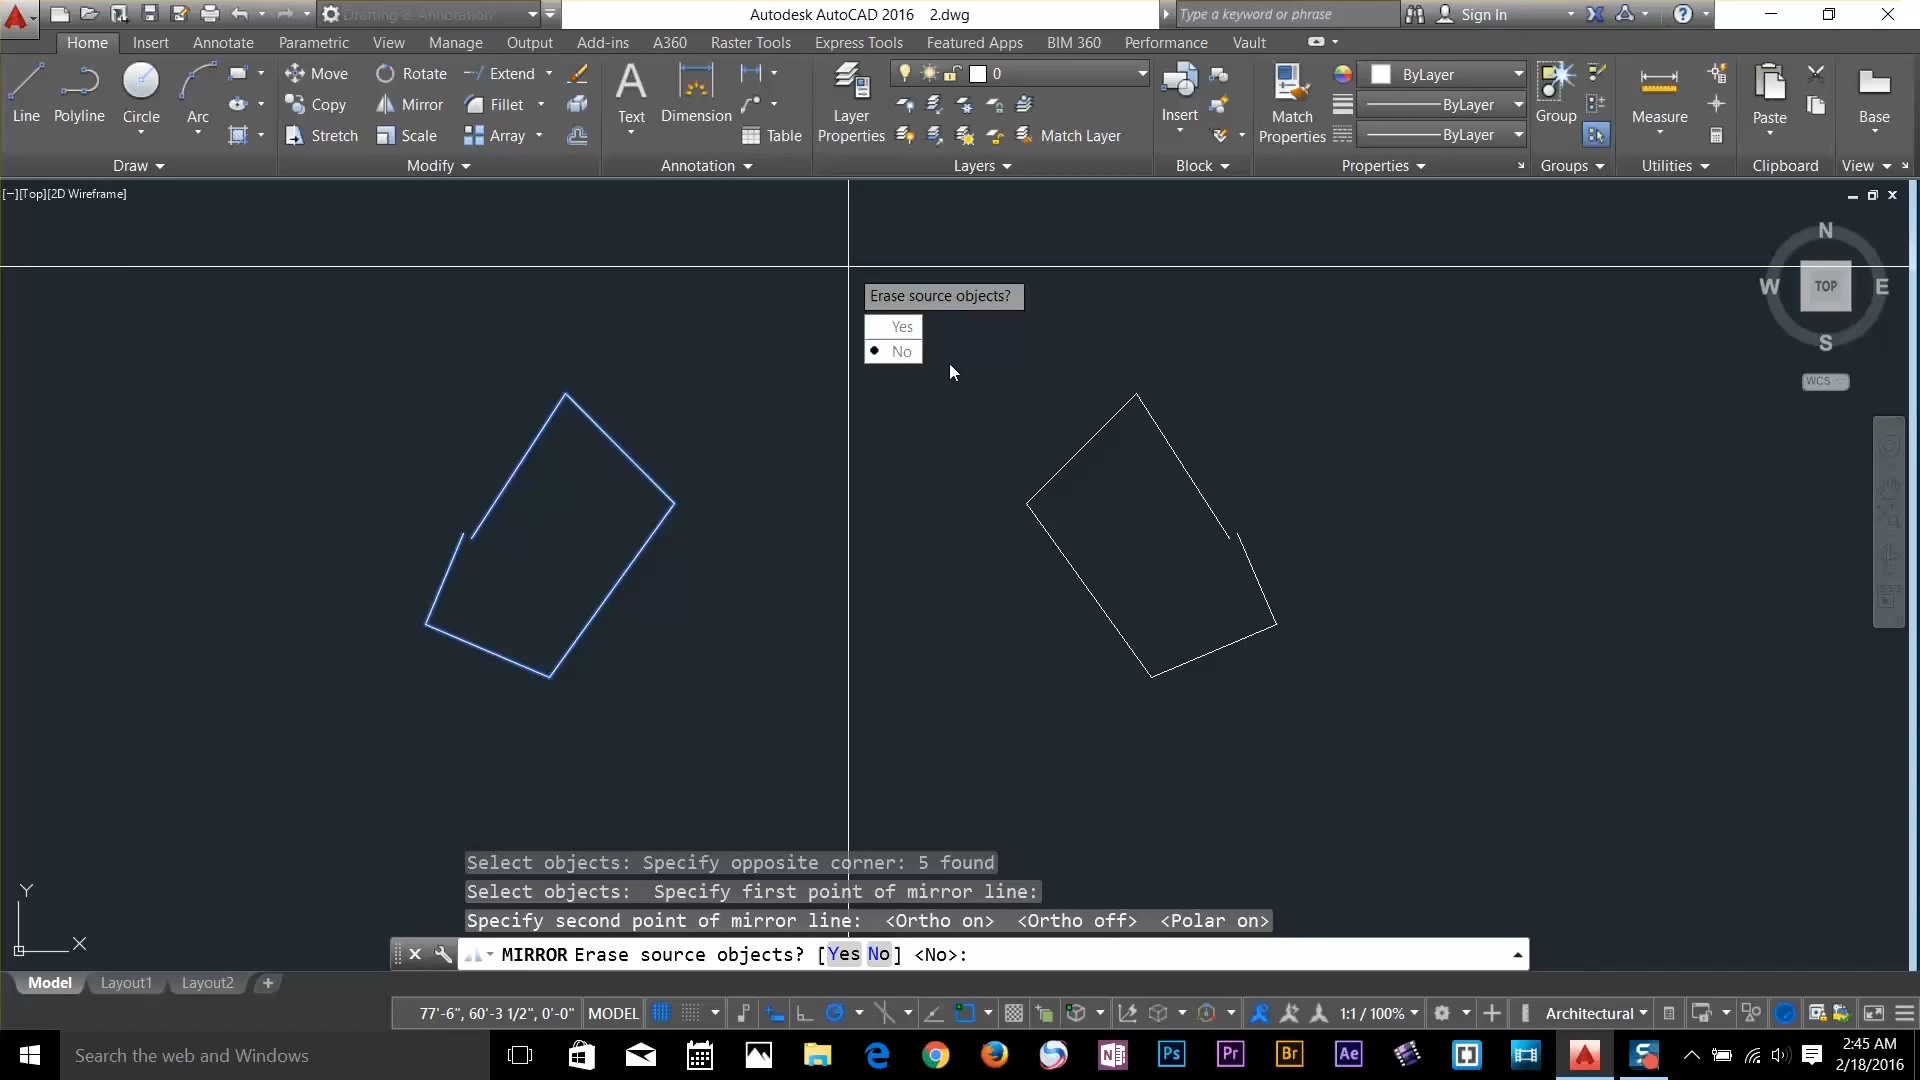 Drafting & Annotation
Autodesk AutoCAD 2016 2.dwg
Type a keyword or phrase
Sign In
Home Insert Annotate Parametric View Manage Output Add-ins A360 Raster Tools Express Tools Featured Apps BIM 360 Performance Vault
Line Polyline Circle Arc
Draw
Move Rotate Extend
Copy Mirror Fillet
Stretch Scale Array
Modify
Text Dimension
Table
Annotation
Layer Properties
0
Match Layer
Layers
Insert
Block
Match Properties
ByLayer
ByLayer
ByLayer
Properties
Group
Groups
Measure
Utilities
Paste
Clipboard
Base
View
[−][Top][2D Wireframe]
N
W TOP E
S
WCS
Erase source objects?
Yes
No
Select objects: Specify opposite corner: 5 found
Select objects:  Specify first point of mirror line:
Specify second point of mirror line:  <Ortho on>  <Ortho off>  <Polar on>
MIRROR Erase source objects? [Yes No] <No>:
Y
X
Model Layout1 Layout2 +
77'-6", 60'-3 1/2", 0'-0" MODEL 1:1 / 100% Architectural
Search the web and Windows
N Ps Pr Br Ae
2:45 AM
2/18/2016